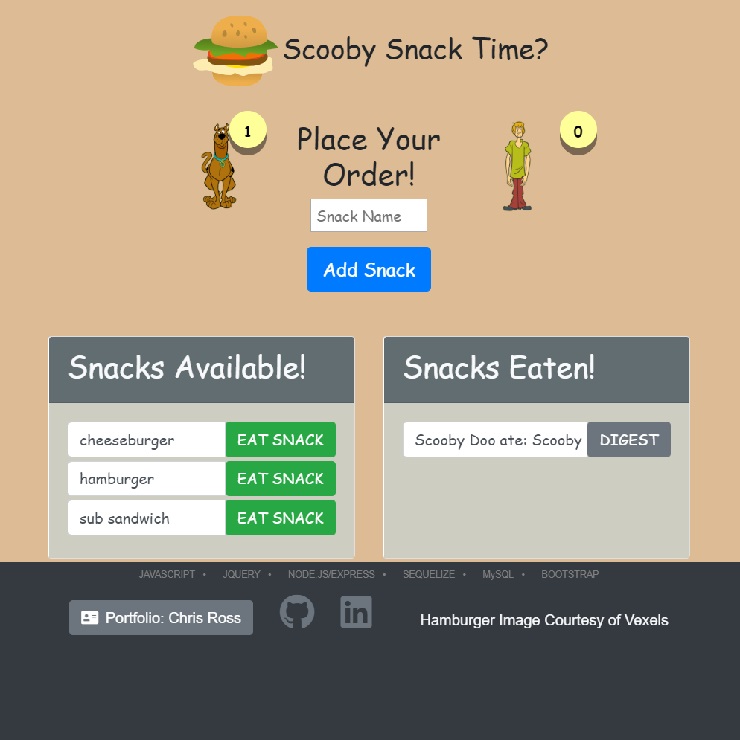 Scooby Snack Time?
1
Place Your
Order!
0
Snack Name
Add Snack
Snacks Available!
cheeseburger
EAT SNACK
hamburger
EAT SNACK
sub sandwich
EAT SNACK
Snacks Eaten!
Scooby Doo ate: Scooby
DIGEST
JAVASCRIPT • JQUERY • NODE.JS/EXPRESS • SEQUELIZE • MySQL • BOOTSTRAP
Portfolio: Chris Ross
in
Hamburger Image Courtesy of Vexels